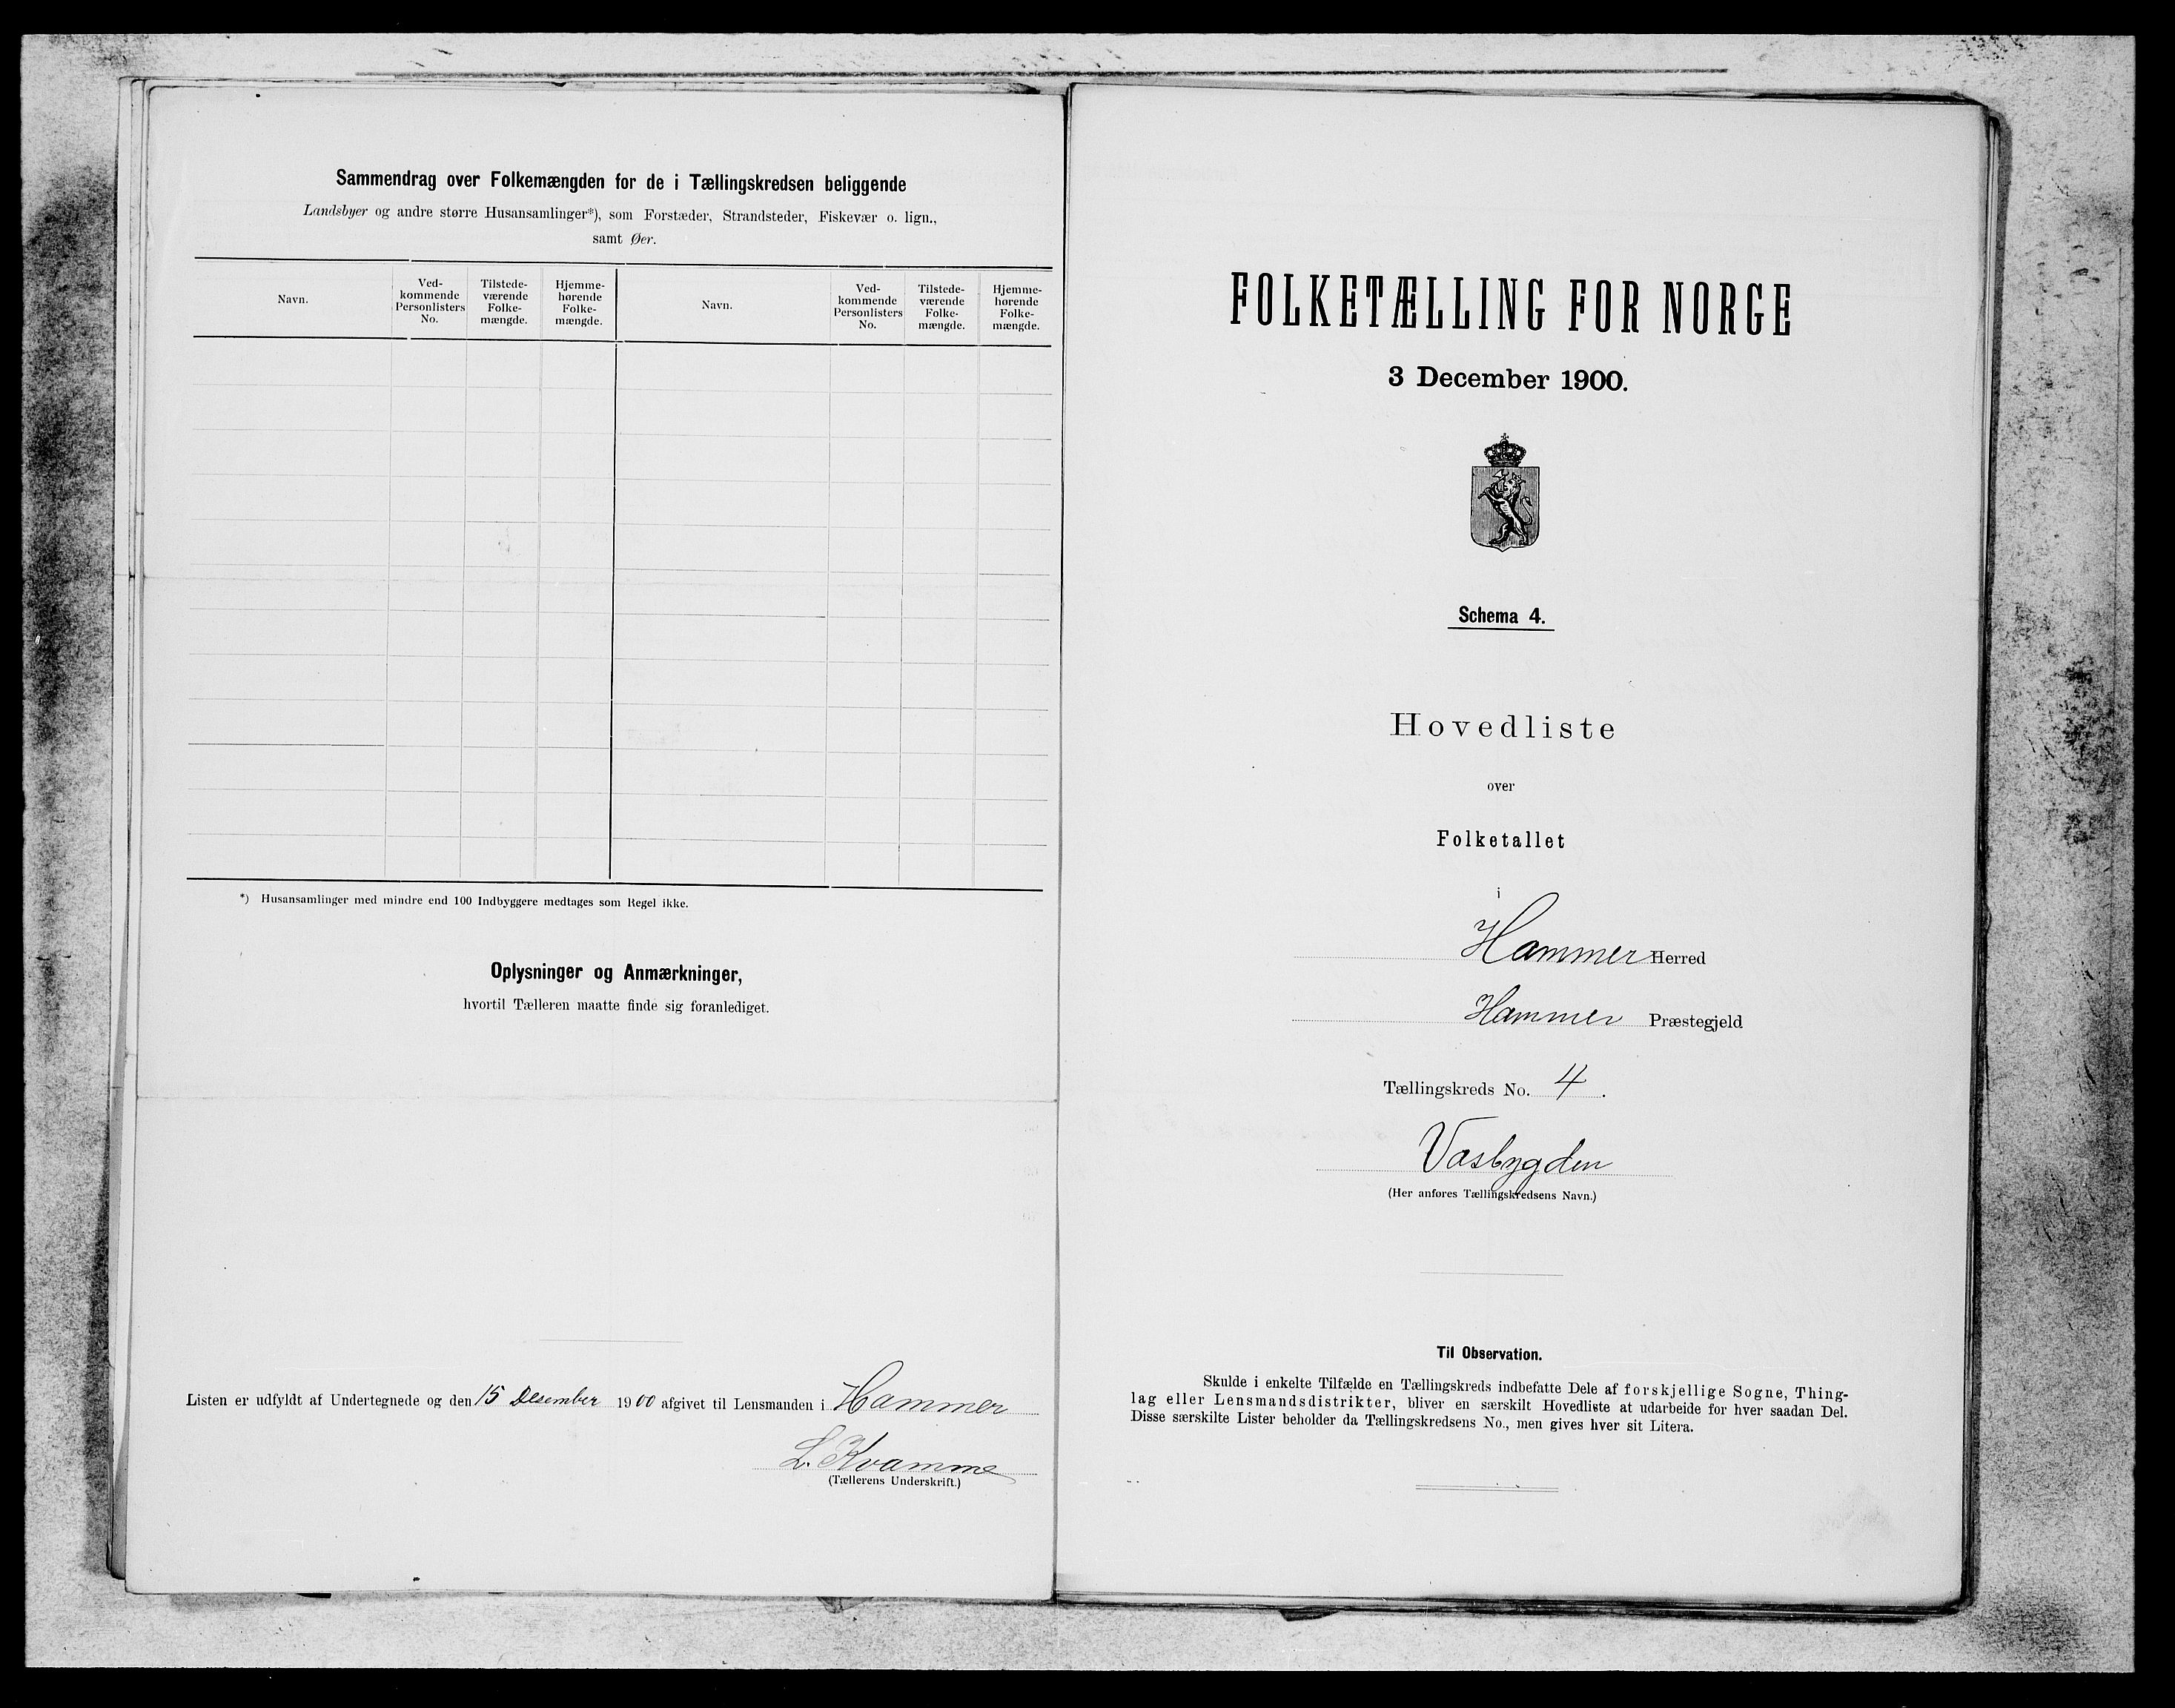 Sammendrag over Folkemængden for de i Tællingskredsen beliggende
Landsbyer og andre større Husansamlinger*), som Forstæder, Strandsteder, Fiskevær o. lign.,
samt Øer.
Navn.
Ved-
kommende
Personlisters
No.
Tilstede-
værende
Folke-
mængde.
Hjemme-
hørende
Folke-
mængde.
Navn.
Ved-
kommende
Personlisters
No.
Tilstede-
værende
Folke-
mængde.
Hjemme-
hørende
Folke-
mængde.
*) Husansamlinger med mindre end 100 Indbyggere medtages som Regel ikke.
Oplysninger og Anmærkninger,
hvortil Tælleren maatte finde sig foranlediget.
Listen er udfyldt af Undertegnede og den 15 Desember 1900 afgivet til Lensmanden i Hammer
L. Kvamme
(Tællerens Underskrift.)
FOLKETÆLLING FOR NORGE
3 December 1900.
Schema 4.
Hovedliste
over
Folketallet
i
Hammer Herred
Hammer Præstegjeld
Tællingskreds No. 4.
Vasbygden
(Her anføres Tællingskredsens Navn.)
Til Observation.
Skulde i enkelte Tilfælde en Tællingskreds indbefatte Dele af forskjellige Sogne, Thing-
lag eller Lensmandsdistrikter, bliver en særskilt Hovedliste at udarbeide for hver saadan Del.
Disse særskilte Lister beholder da Tællingskredsens No., men gives hver sit Litera.